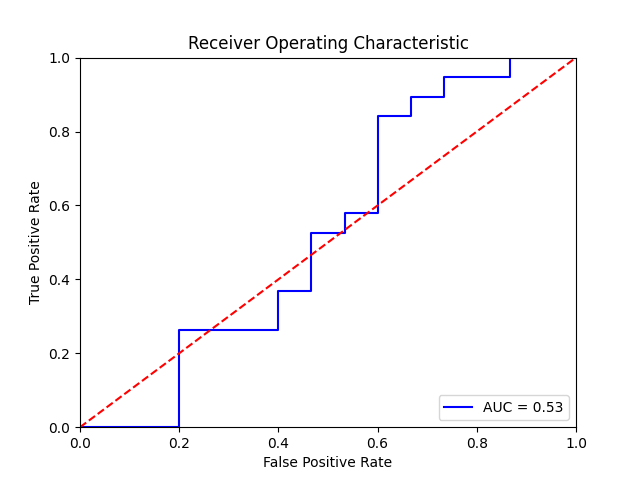 Receiver Operating Characteristic
1.0
0.8
0.6
0.4
0.2
0.0
True Positive Rate
AUC = 0.53
0.0 0.2 0.4 0.6 0.8 1.0
False Positive Rate